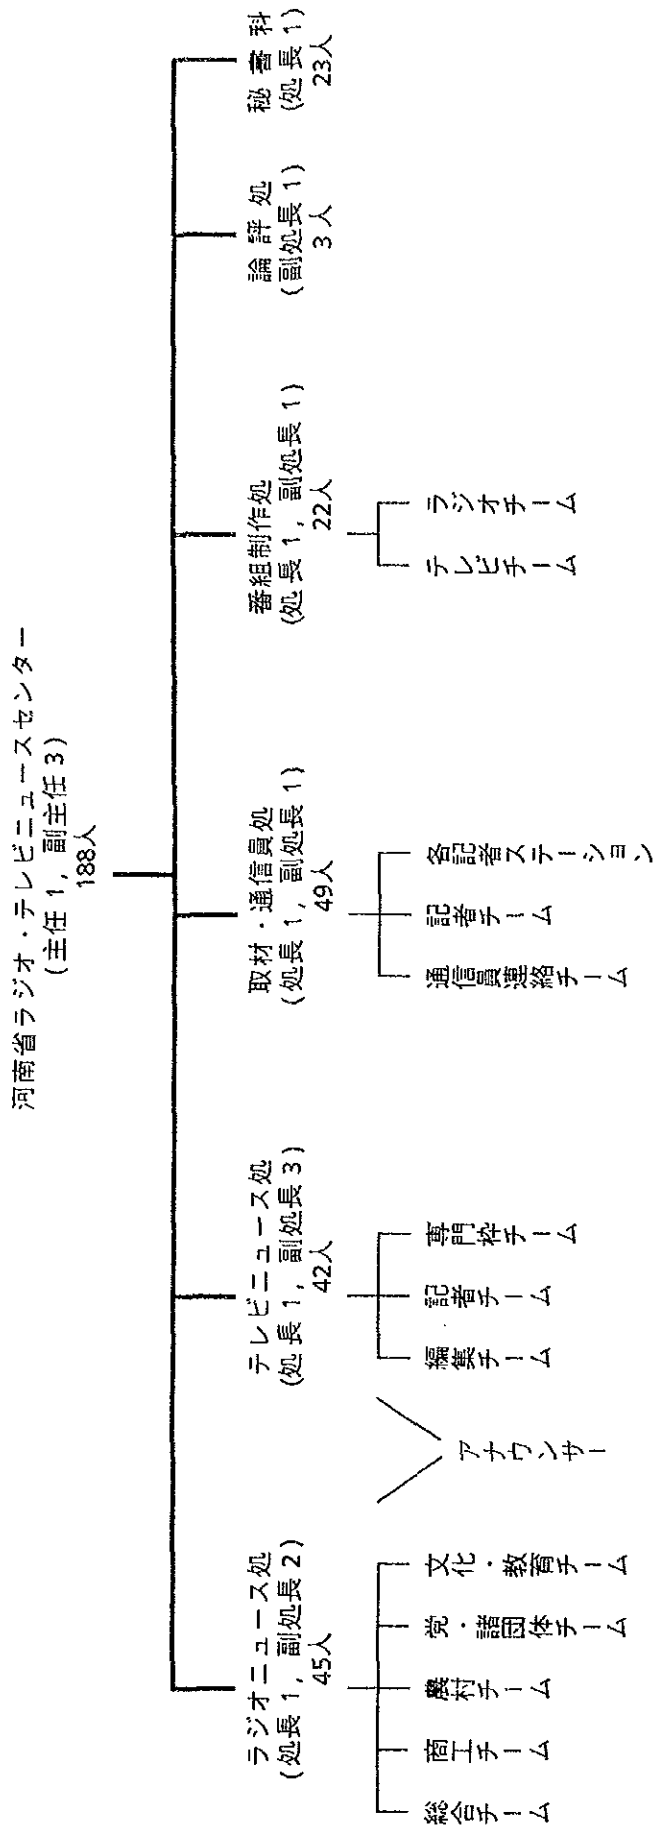 河南省ラジオ・テレビニュースセンター
(主任1，副主任3)
188人
ラジオニュース処
(処長1，副処長2)
45人
総合チーム
商工チーム
農村チーム
党・諸団体チーム
文化・教育チーム
アナウンサー
テレビニュース処
(処長1，副処長3)
42人
編集チーム
記者チーム
専門枠チーム
取材・通信員処
(処長1，副処長1)
49人
通信員連絡チーム
記者チーム
各記者ステーション
番組制作処
(処長1，副処長1)
22人
テレビチーム
ラジオチーム
論評処
(副処長1)
3人
秘書科
(処長1)
23人